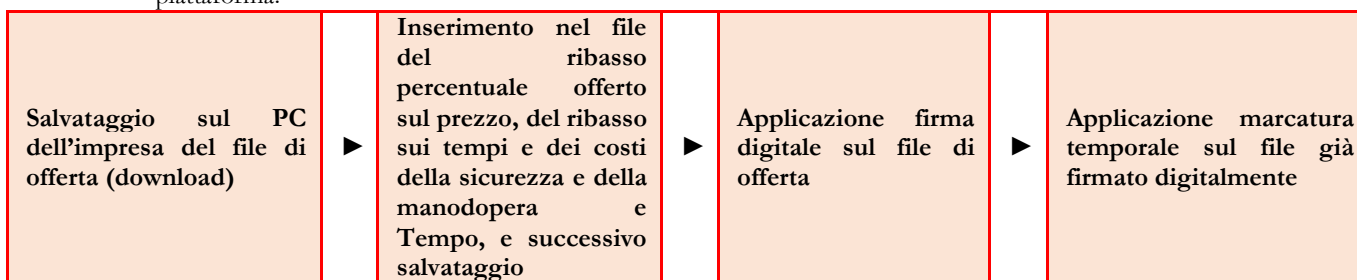 piattaforma.
Salvataggio sul PC
dell'impresa del file di
offerta (download)
►
Inserimento nel file
del ribasso
percentuale offerto
sul prezzo, del ribasso
sui tempi e dei costi
della sicurezza e della
manodopera e
Tempo, e successivo
salvataggio
►
Applicazione firma
digitale sul file di
offerta
►
Applicazione marcatura
temporale sul file già
firmato digitalmente